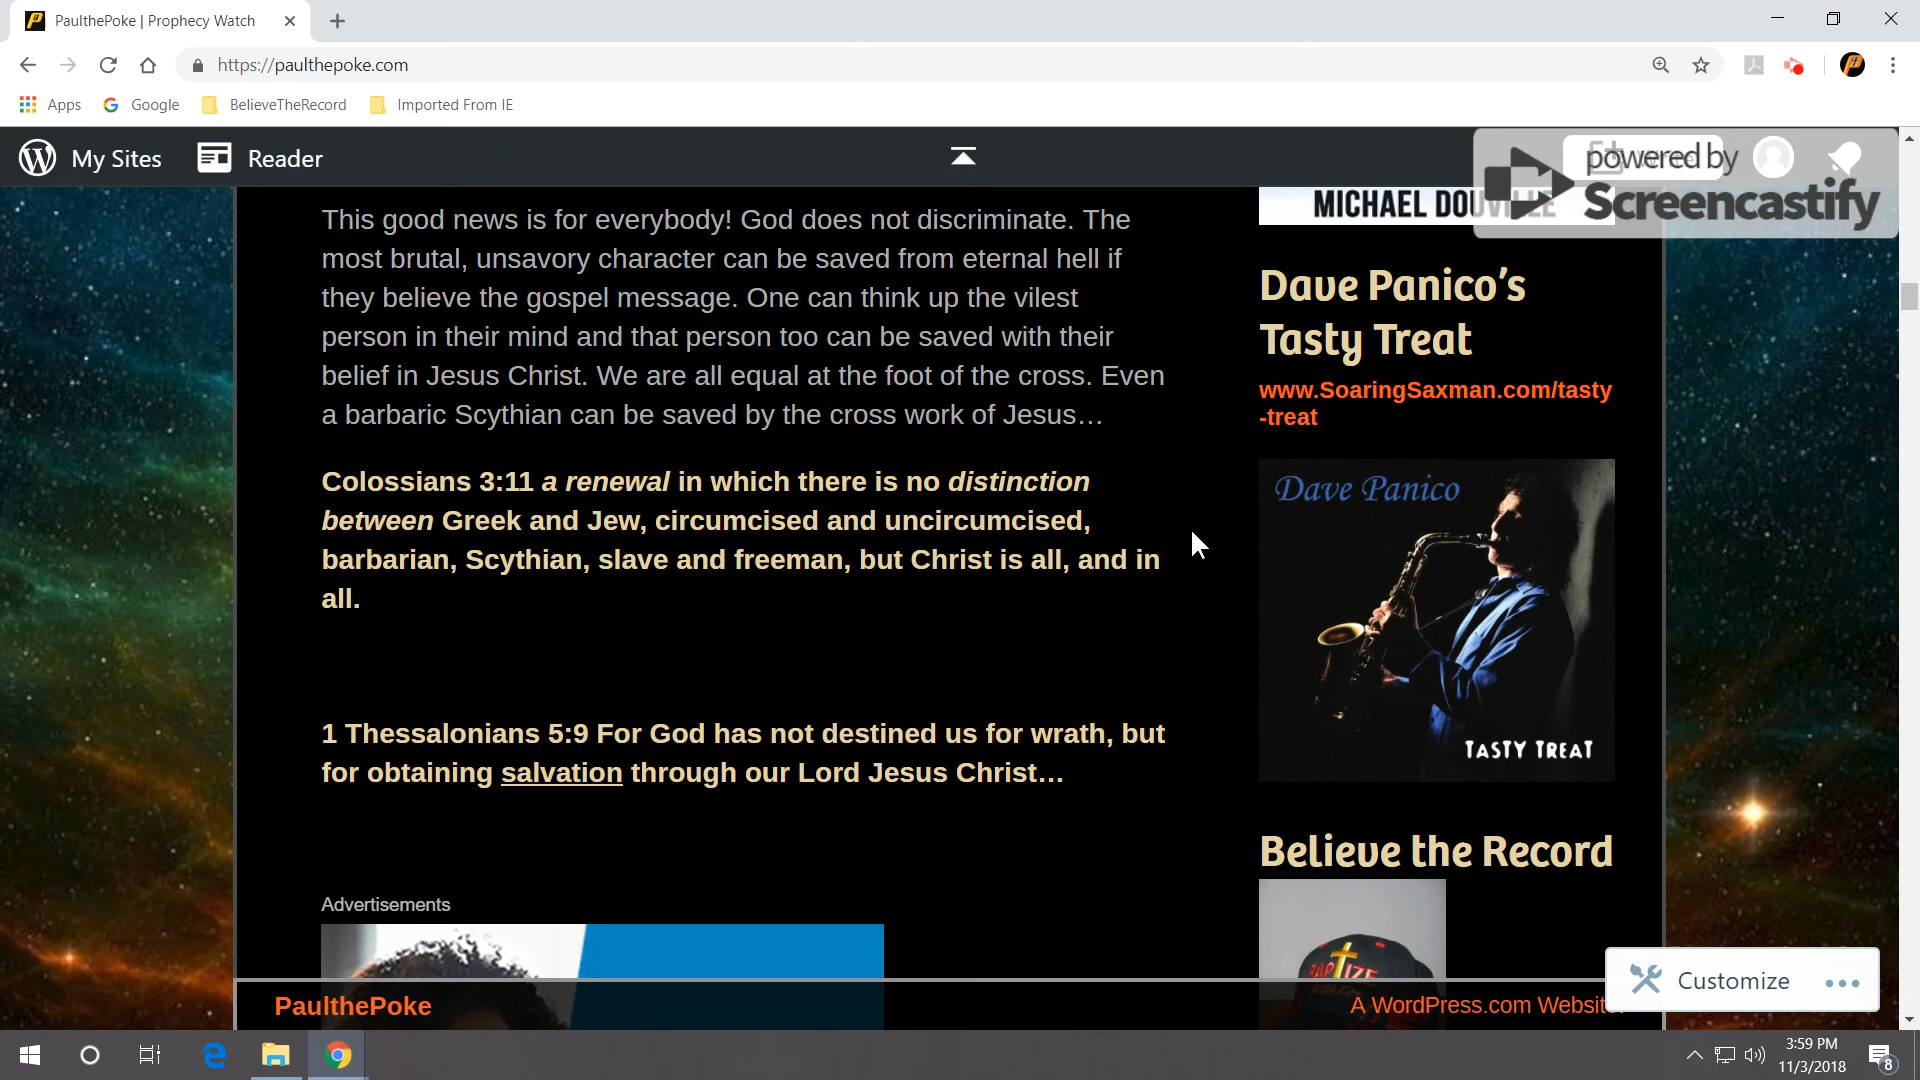 PaulthePoke | Prophecy Watch
https://paulthepoke.com
Apps
Google
BelieveTheRecord
Imported From IE
My Sites
Reader
powered by
Screencastify
This good news is for everybody! God does not discriminate. The
most brutal, unsavory character can be saved from eternal hell if
they believe the gospel message. One can think up the vilest
person in their mind and that person too can be saved with their
belief in Jesus Christ. We are all equal at the foot of the cross. Even
a barbaric Scythian can be saved by the cross work of Jesus…
Colossians 3:11 a renewal in which there is no distinction
between Greek and Jew, circumcised and uncircumcised,
barbarian, Scythian, slave and freeman, but Christ is all, and in
all.
1 Thessalonians 5:9 For God has not destined us for wrath, but
for obtaining salvation through our Lord Jesus Christ…
Advertisements
MICHAEL
Dave Panico’s
Tasty Treat
www.SoaringSaxman.com/tasty
-treat
Dave Panico
TASTY TREAT
Believe the Record
BAPTIZE
Customize
PaulthePoke
A WordPress.com
3:59 PM
11/3/2018
8